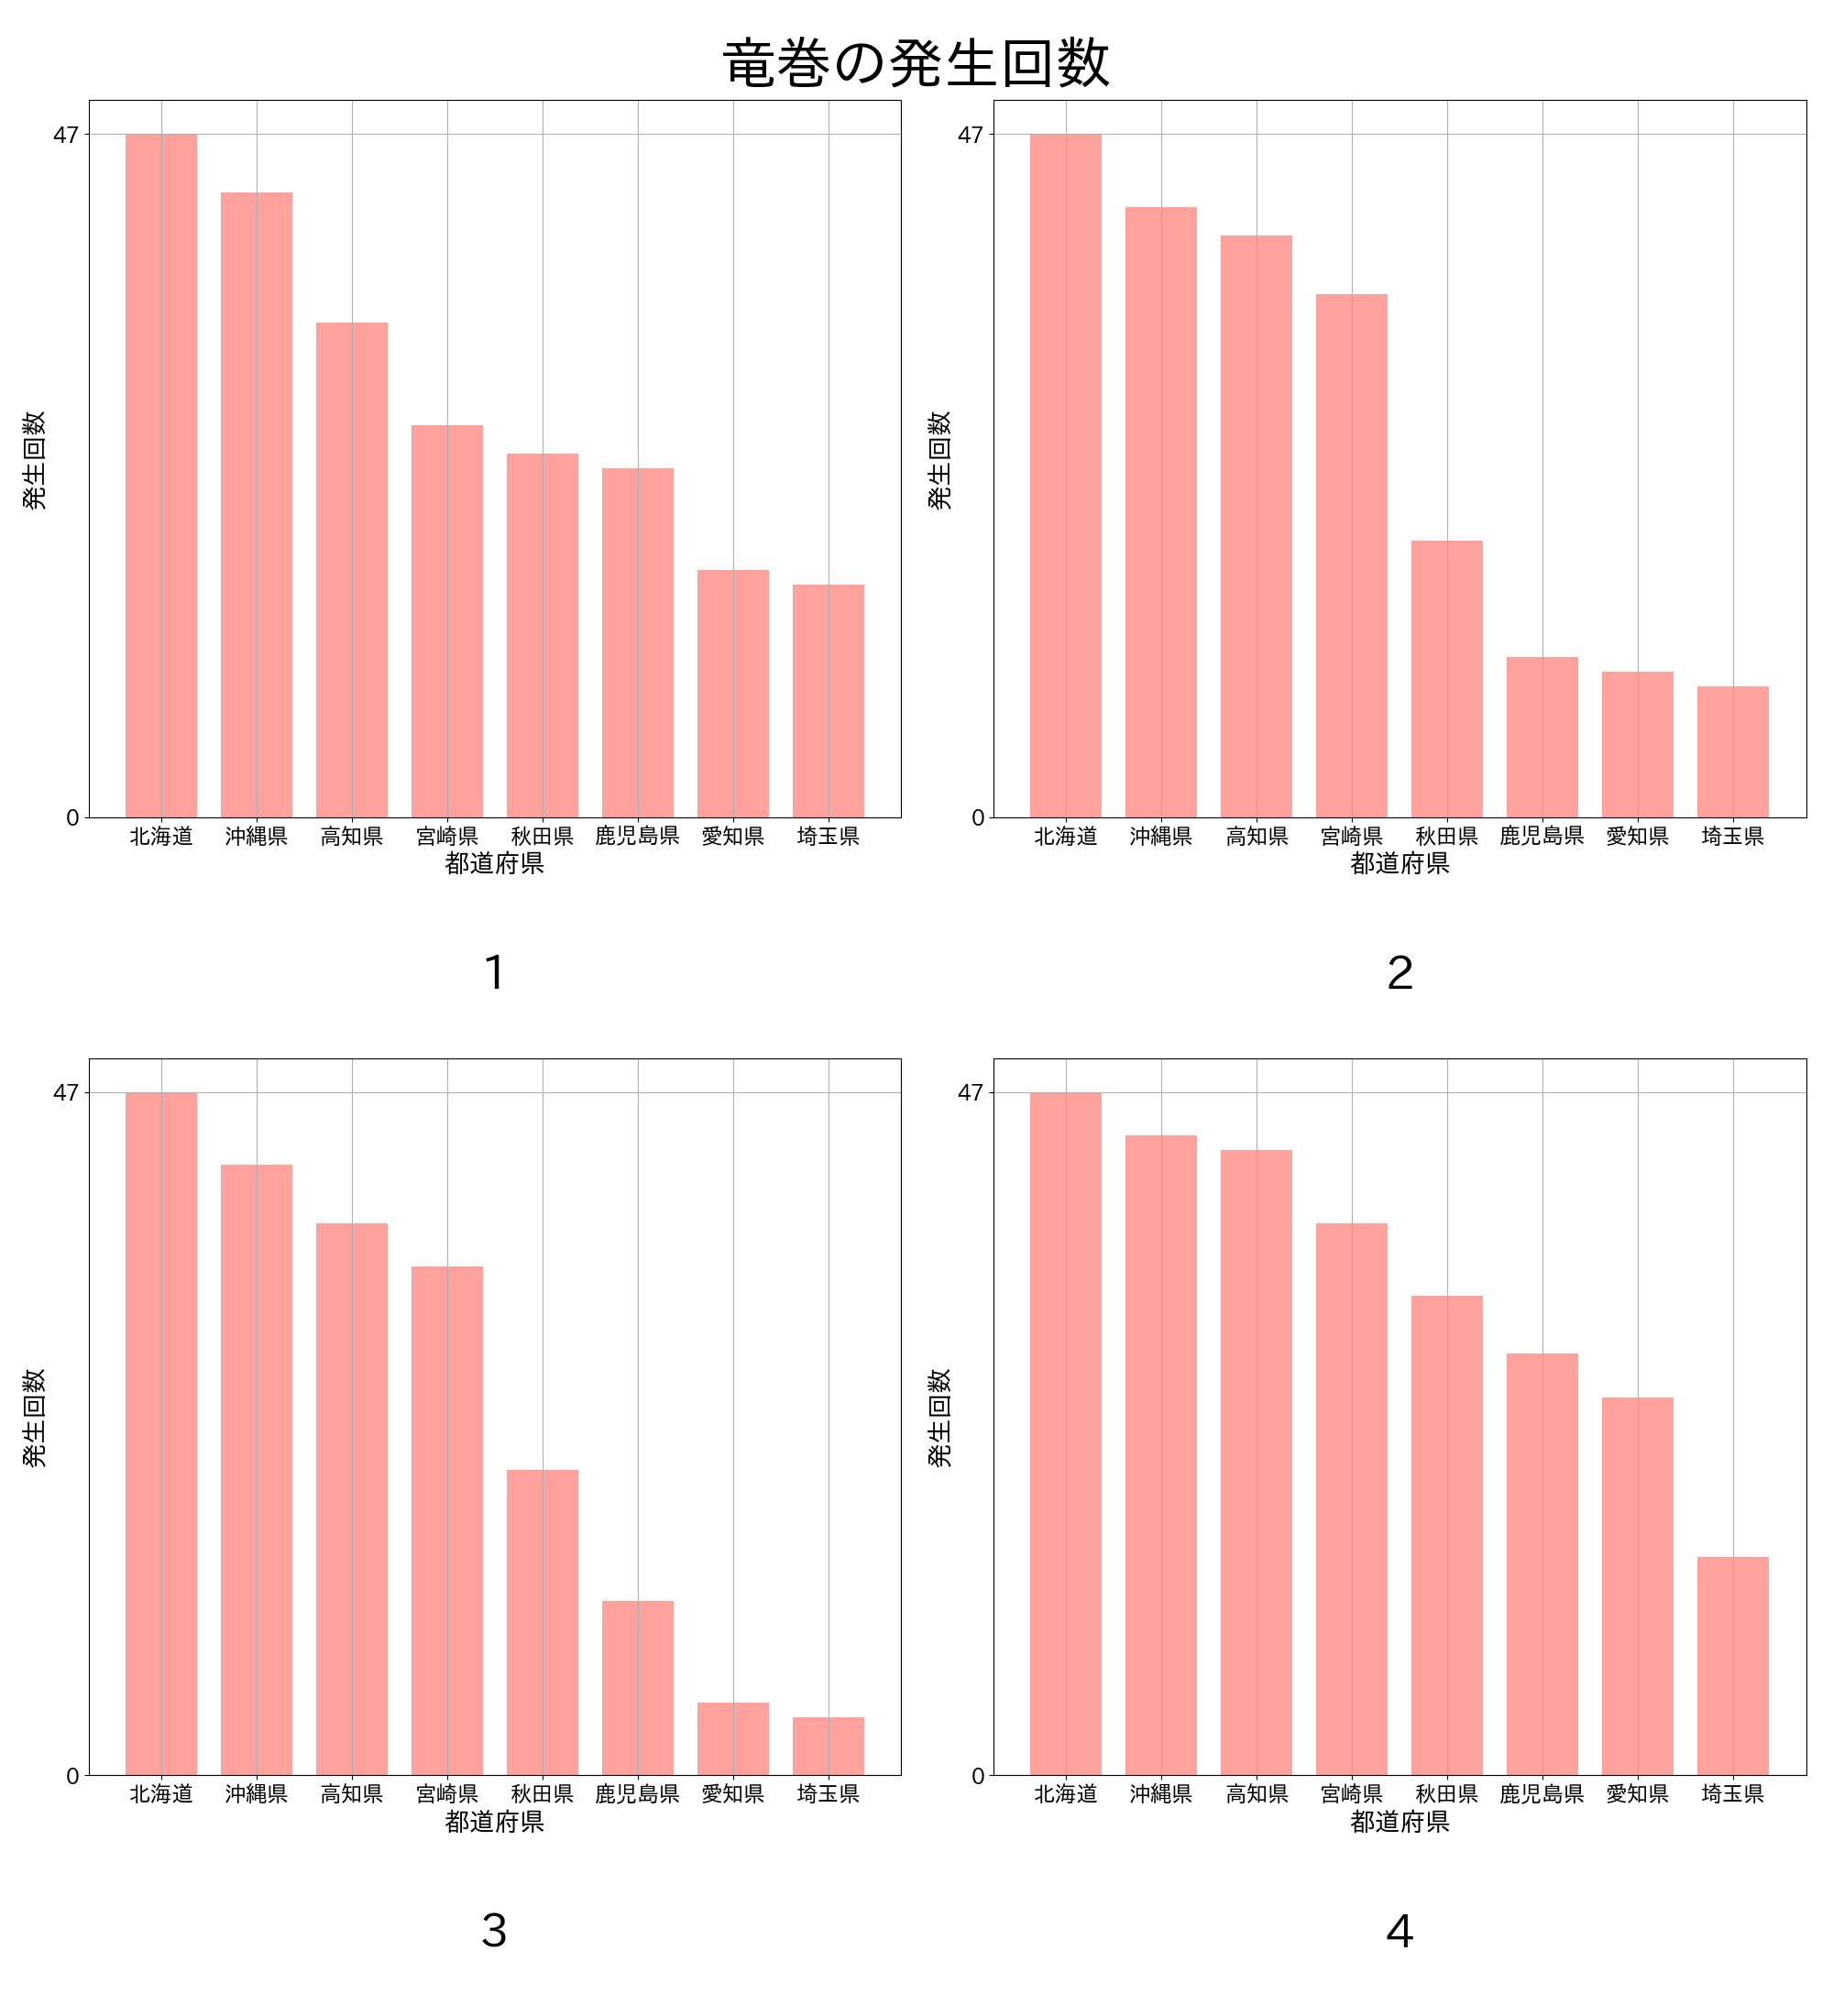 竜巻の発生回数
47
0
発生回数
北海道 沖縄県 高知県 宮崎県 秋田県 鹿児島県 愛知県 埼玉県
都道府県
1
47
0
発生回数
北海道 沖縄県 高知県 宮崎県 秋田県 鹿児島県 愛知県 埼玉県
都道府県
2
47
0
発生回数
北海道 沖縄県 高知県 宮崎県 秋田県 鹿児島県 愛知県 埼玉県
都道府県
3
47
0
発生回数
北海道 沖縄県 高知県 宮崎県 秋田県 鹿児島県 愛知県 埼玉県
都道府県
4